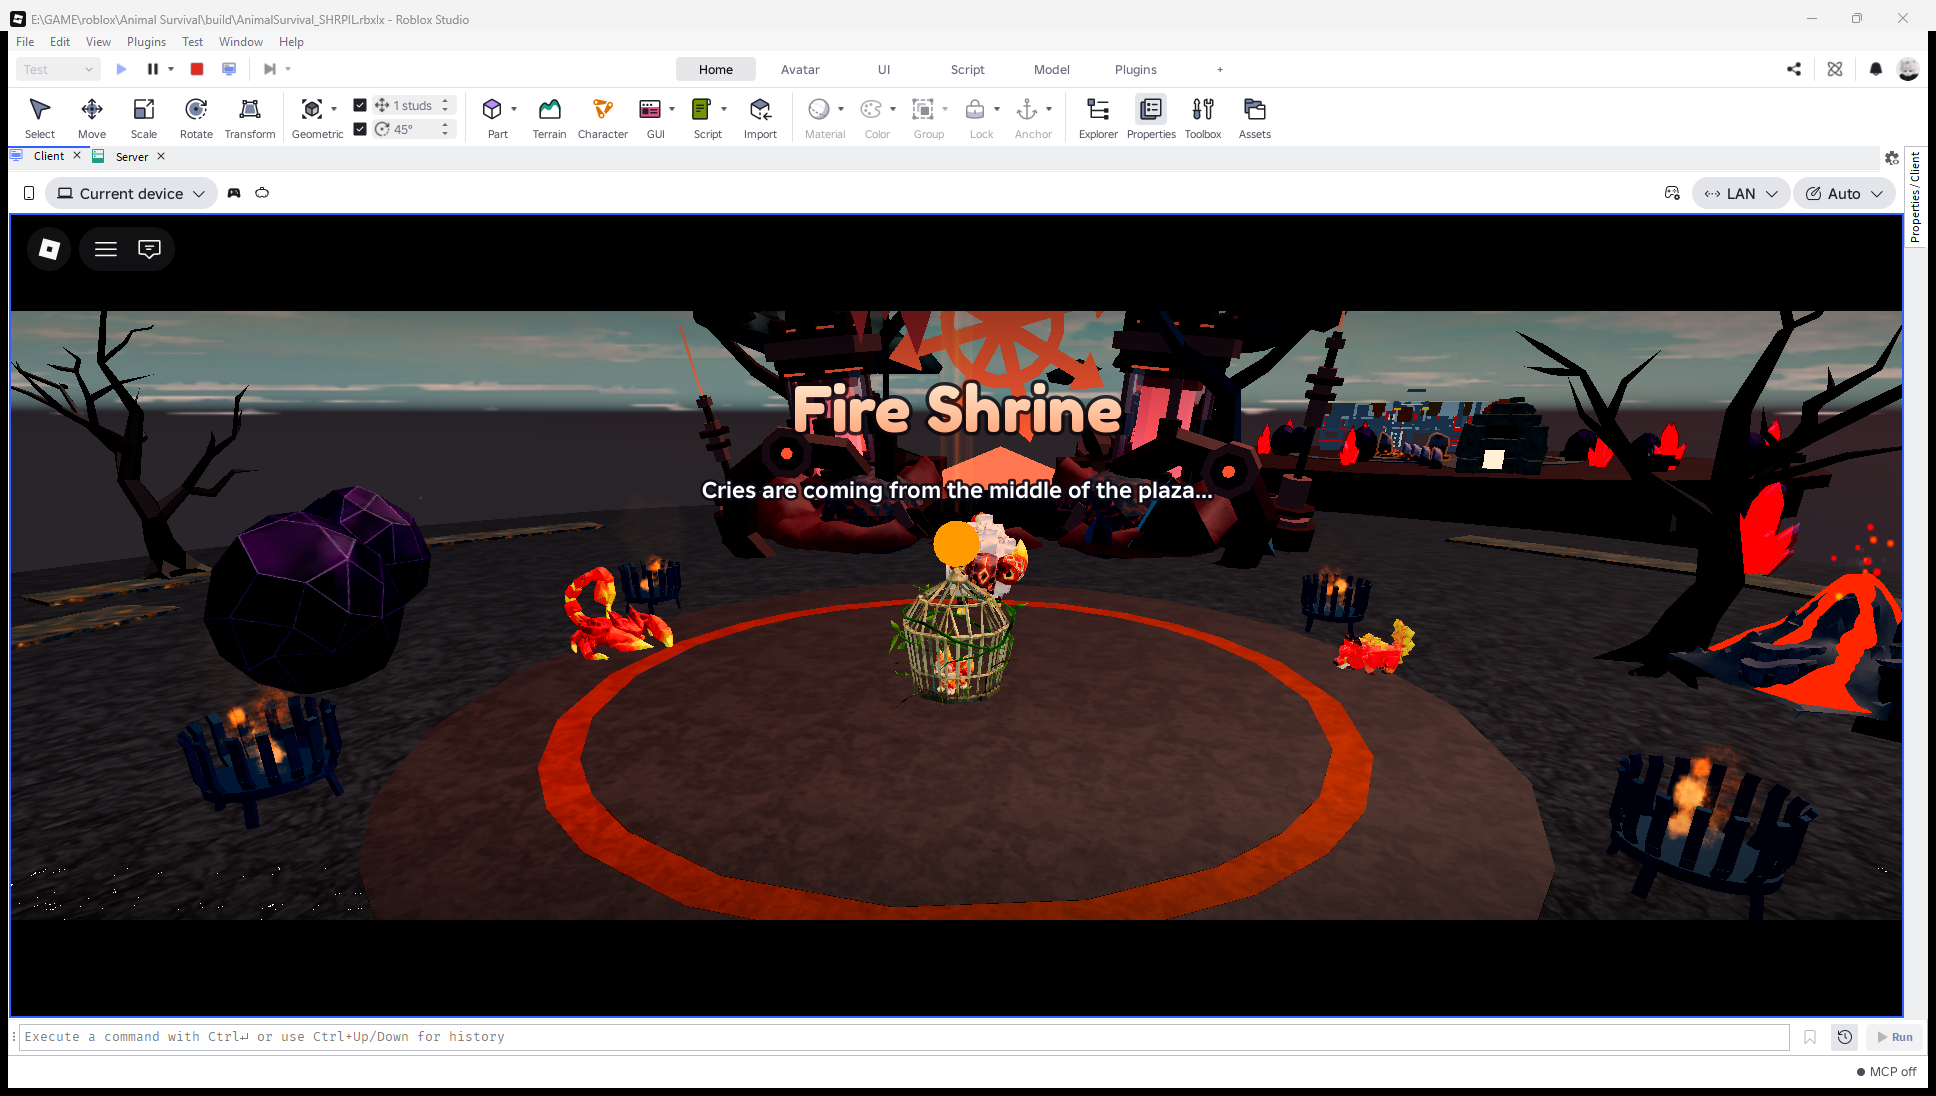 E:\GAME\roblox\Animal Survival\build\AnimalSurvival_SHRPIL.rbxlx - Roblox Studio
File Edit View Plugins Test Window Help
Test Home Avatar UI Script Model Plugins +
1 studs
45°
Select Move Scale Rotate Transform Geometric Part Terrain Character GUI Script Import Material Color Group Lock Anchor Explorer Properties Toolbox Assets
Client Server
Properties / Client
Current device LAN Auto
Fire Shrine
Cries are coming from the middle of the plaza...
Execute a command with Ctrl↵ or use Ctrl+Up/Down for history
Run
MCP off